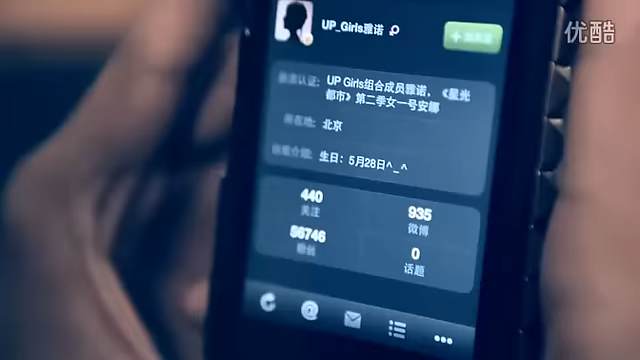 优酷
UP_Girls雅诺
UP Girls组合成员雅诺，《星光
都市》第二季女一号安娜
所在地: 北京
生日：5月28日^_^
440
关注
935
微博
56746
粉丝
0
话题